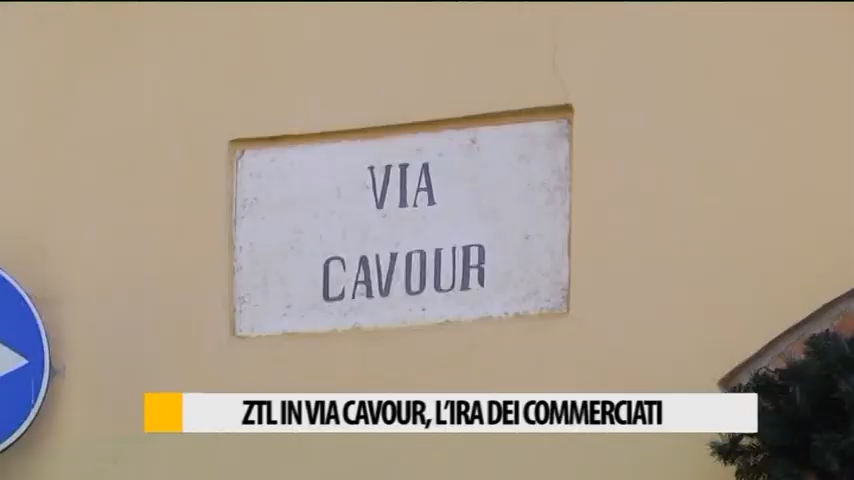 VIA
CAVOUR
ZTL IN VIA CAVOUR, L'IRA DEI COMMERCIATI